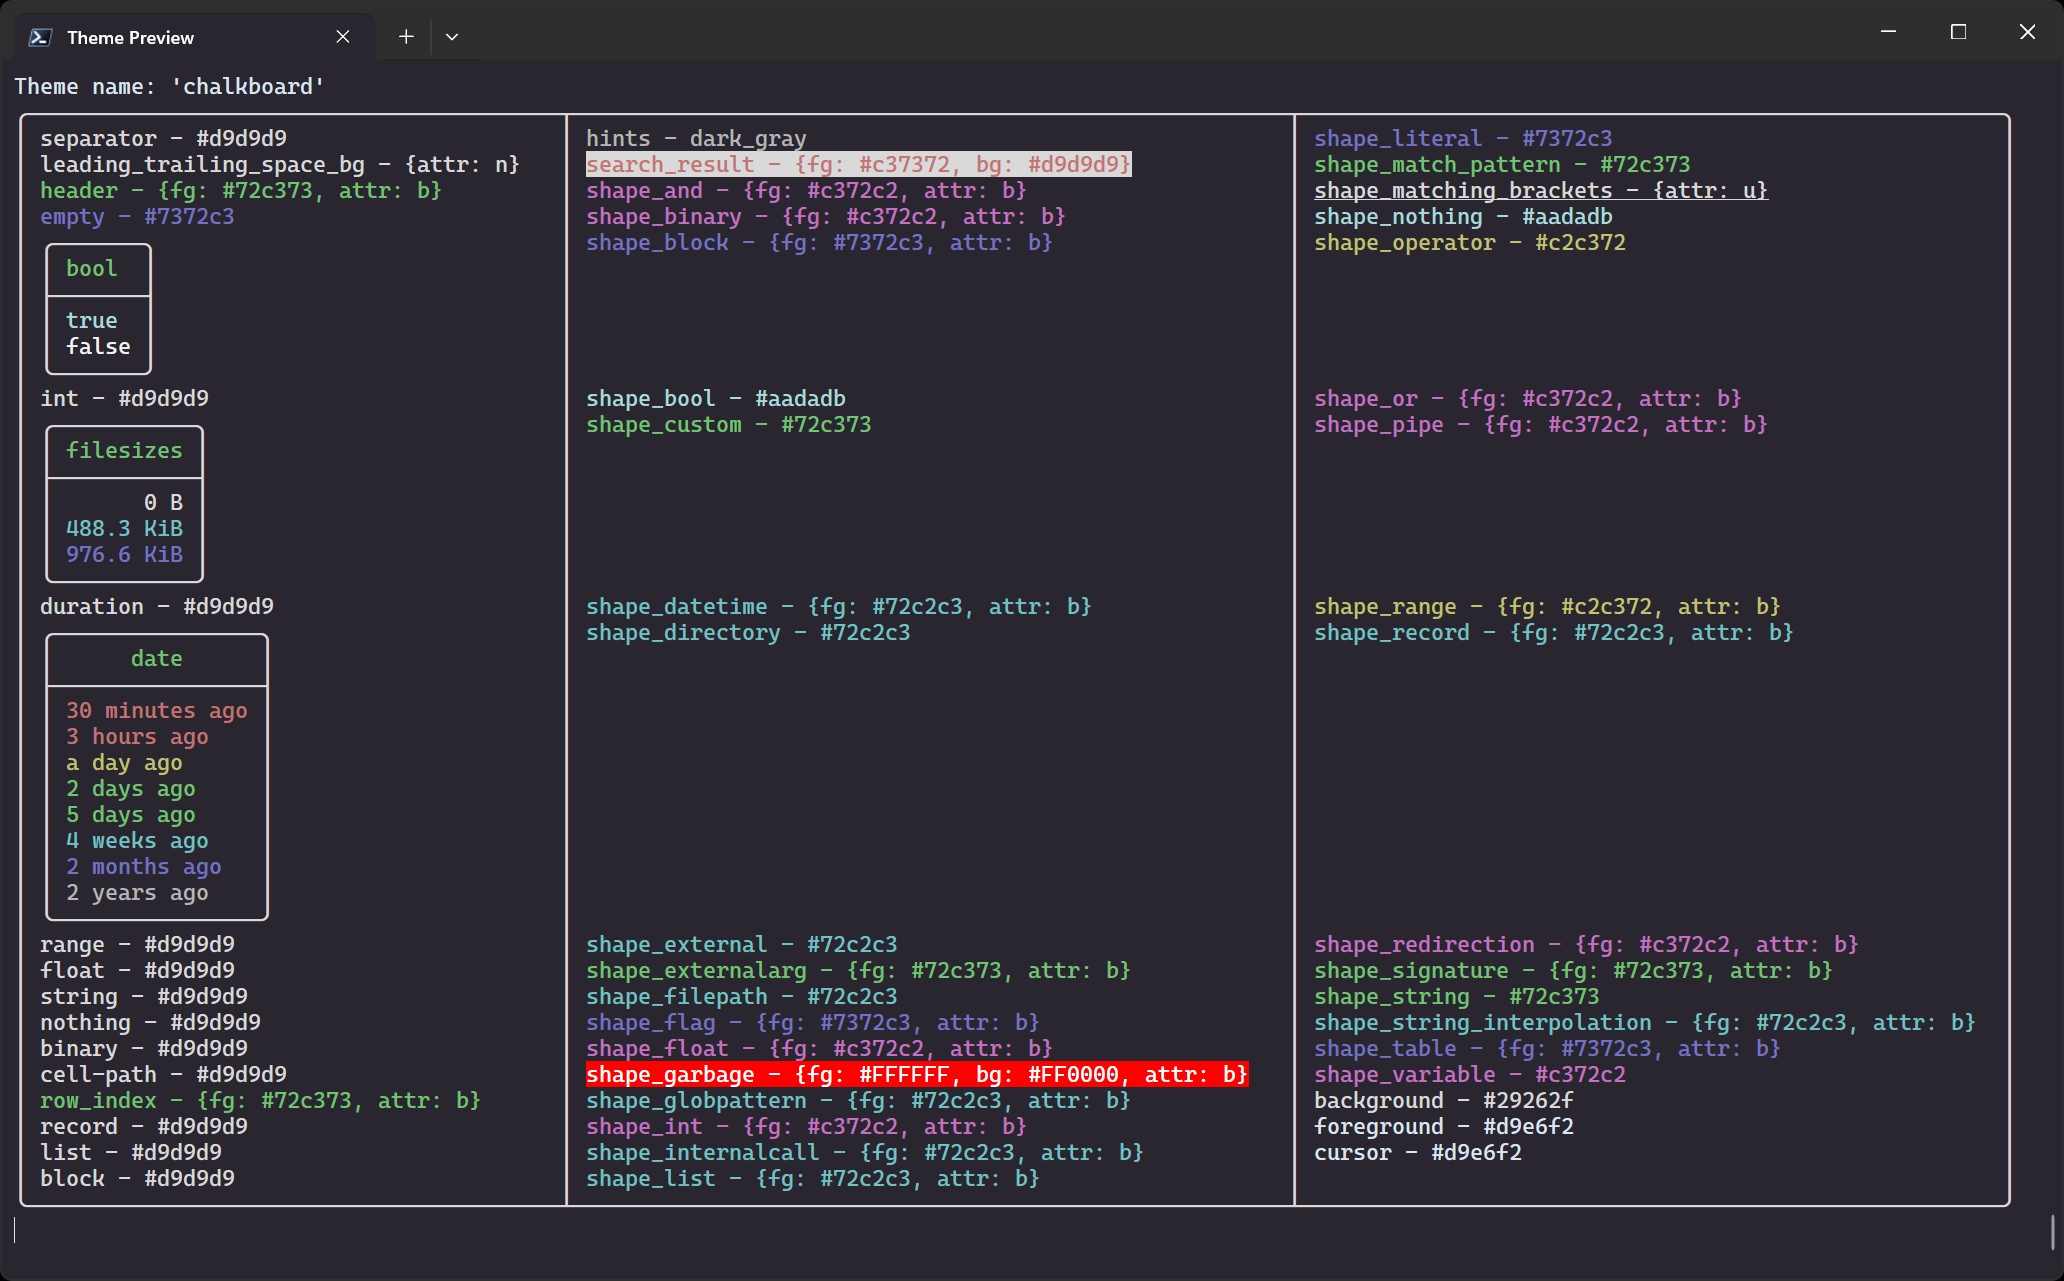 Theme Preview
Theme name: 'chalkboard'
separator - #d9d9d9
leading_trailing_space_bg - {attr: n}
header - {fg: #72c373, attr: b}
empty - #7372c3
bool
true
false
int - #d9d9d9
filesizes
0 B
488.3 KiB
976.6 KiB
duration - #d9d9d9
date
30 minutes ago
3 hours ago
a day ago
2 days ago
5 days ago
4 weeks ago
2 months ago
2 years ago
range - #d9d9d9
float - #d9d9d9
string - #d9d9d9
nothing - #d9d9d9
binary - #d9d9d9
cell-path - #d9d9d9
row_index - {fg: #72c373, attr: b}
record - #d9d9d9
list - #d9d9d9
block - #d9d9d9
hints - dark_gray
search_result - {fg: #c37372, bg: #d9d9d9}
shape_and - {fg: #c372c2, attr: b}
shape_binary - {fg: #c372c2, attr: b}
shape_block - {fg: #7372c3, attr: b}
shape_bool - #aadadb
shape_custom - #72c373
shape_datetime - {fg: #72c2c3, attr: b}
shape_directory - #72c2c3
shape_external - #72c2c3
shape_externalarg - {fg: #72c373, attr: b}
shape_filepath - #72c2c3
shape_flag - {fg: #7372c3, attr: b}
shape_float - {fg: #c372c2, attr: b}
shape_garbage - {fg: #FFFFFF, bg: #FF0000, attr: b}
shape_globpattern - {fg: #72c2c3, attr: b}
shape_int - {fg: #c372c2, attr: b}
shape_internalcall - {fg: #72c2c3, attr: b}
shape_list - {fg: #72c2c3, attr: b}
shape_literal - #7372c3
shape_match_pattern - #72c373
shape_matching_brackets - {attr: u}
shape_nothing - #aadadb
shape_operator - #c2c372
shape_or - {fg: #c372c2, attr: b}
shape_pipe - {fg: #c372c2, attr: b}
shape_range - {fg: #c2c372, attr: b}
shape_record - {fg: #72c2c3, attr: b}
shape_redirection - {fg: #c372c2, attr: b}
shape_signature - {fg: #72c373, attr: b}
shape_string - #72c373
shape_string_interpolation - {fg: #72c2c3, attr: b}
shape_table - {fg: #7372c3, attr: b}
shape_variable - #c372c2
background - #29262f
foreground - #d9e6f2
cursor - #d9e6f2